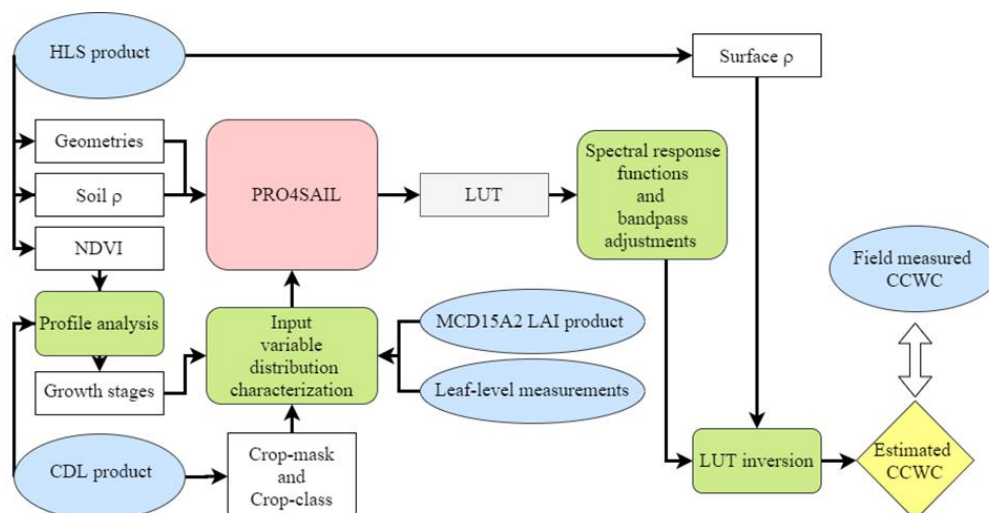 HLS product
Surface ρ
Geometries
Soil ρ
NDVI
PRO4SAIL
LUT
Spectral response
functions
and
bandpass
adjustments
Field measured
CCWC
Profile analysis
Growth stages
Input
variable
distribution
characterization
MCD15A2 LAI product
Leaf-level measurements
CDL product
Crop-mask
and
Crop-class
LUT inversion
Estimated
CCWC